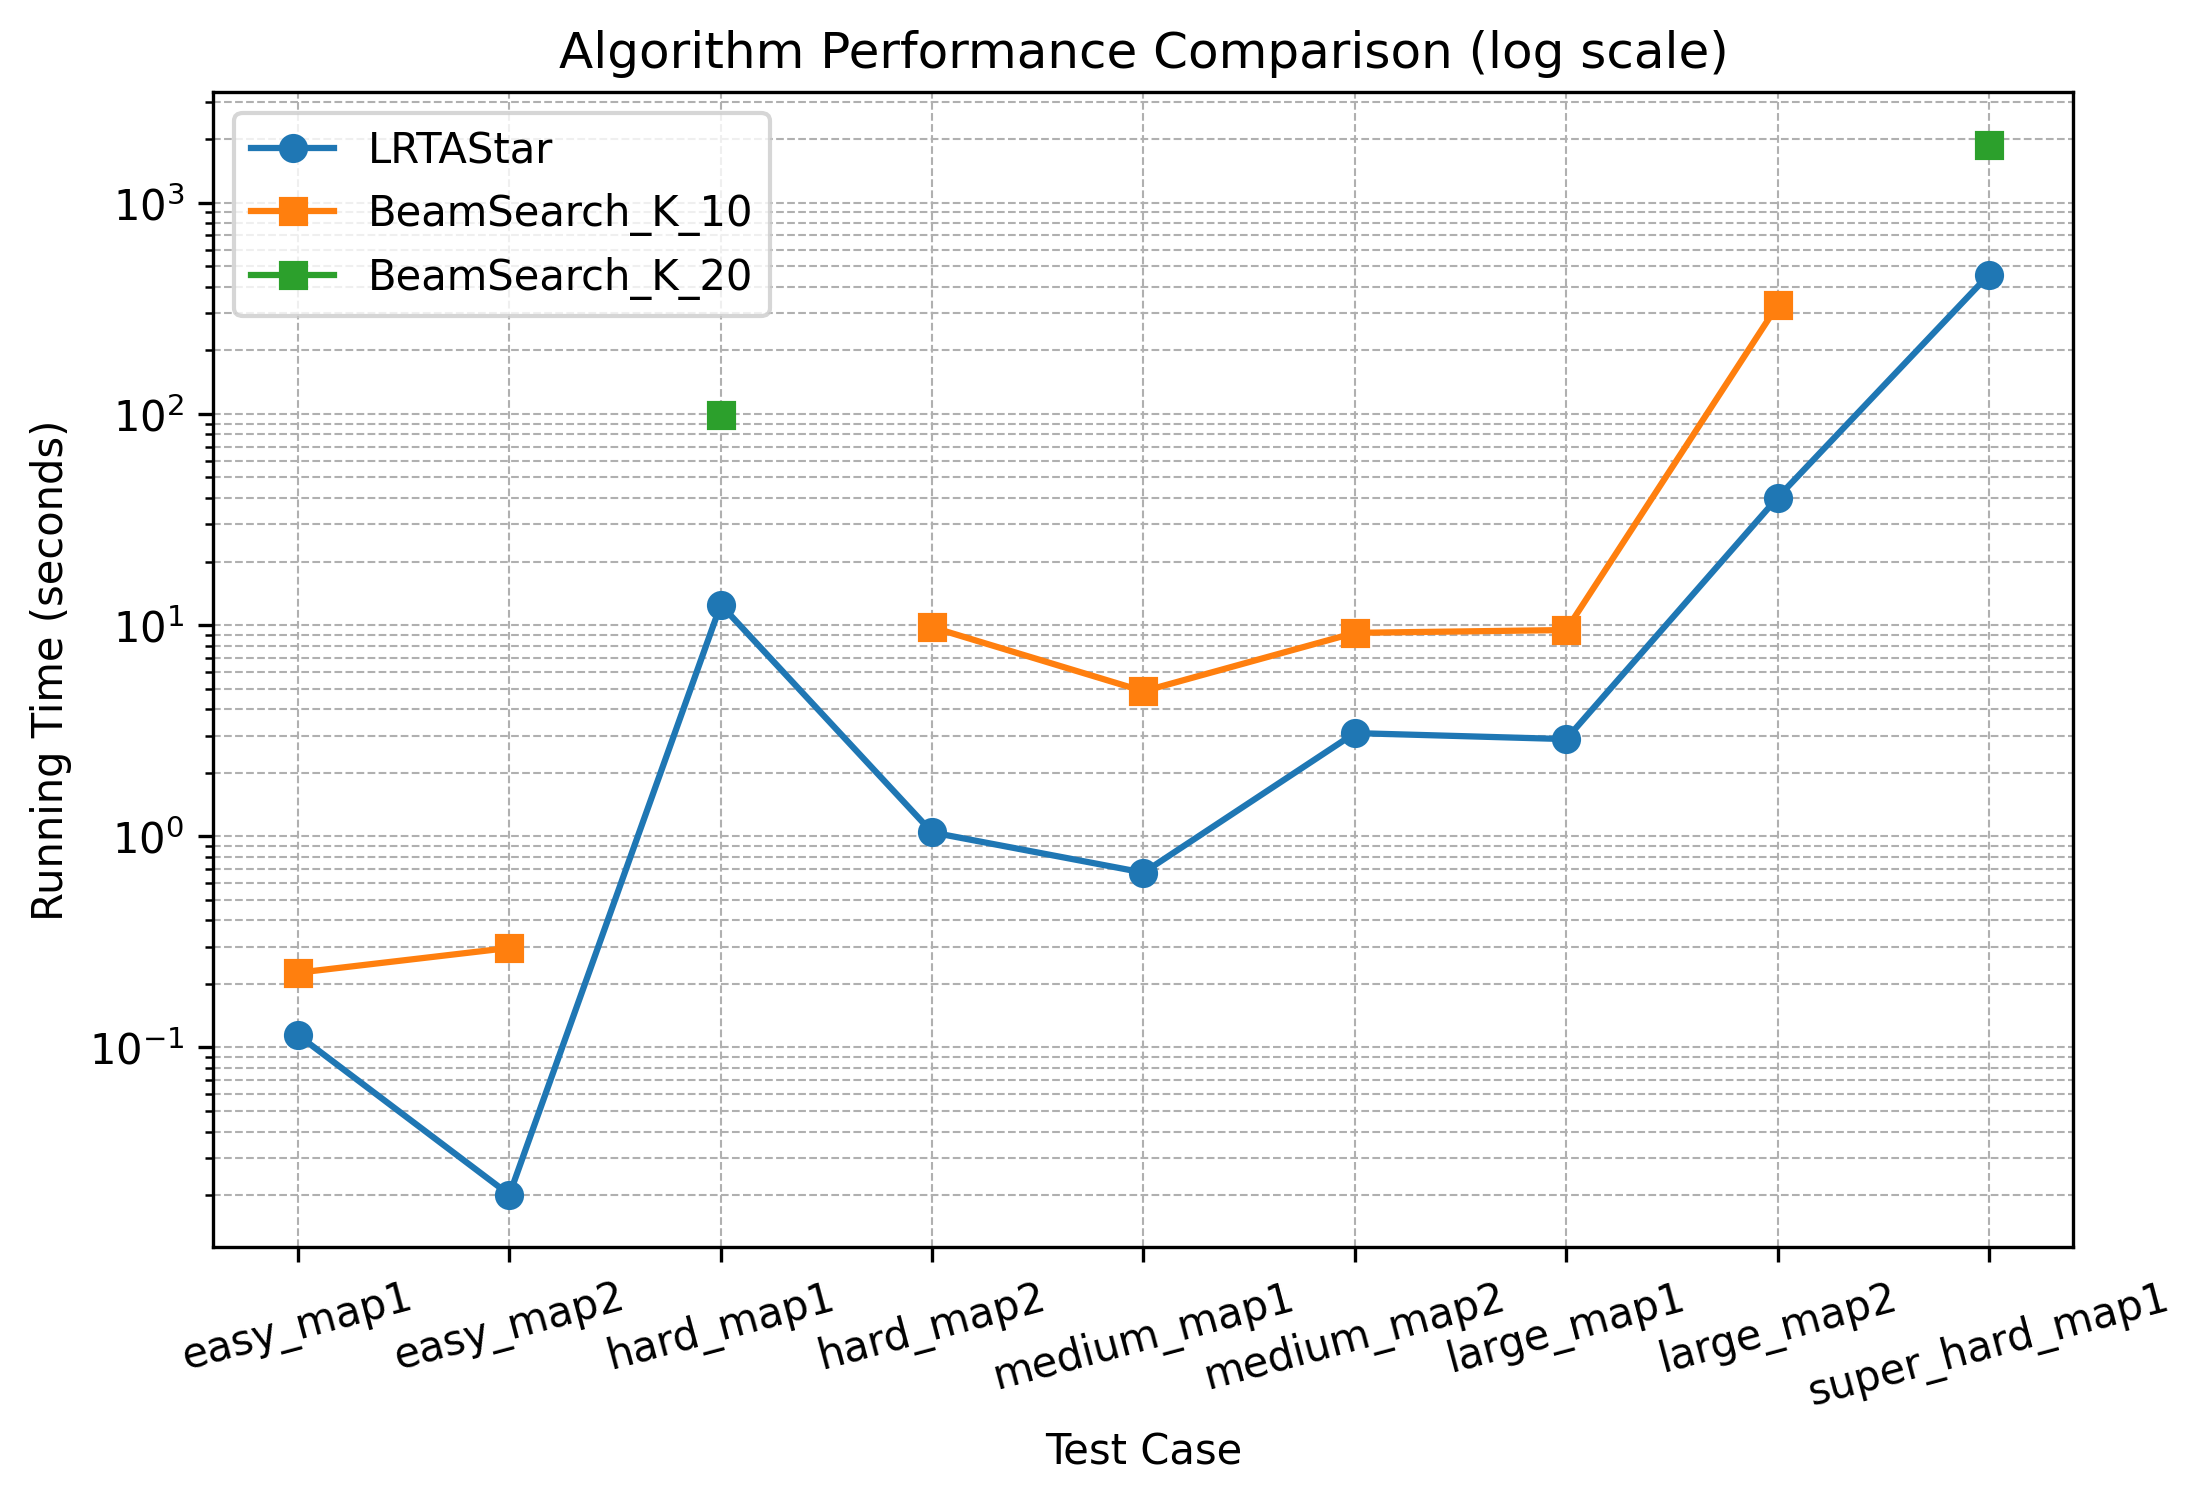 Algorithm Performance Comparison (log scale)
LRTAStar
BeamSearch_K_10
BeamSearch_K_20
Running Time (seconds)
10³
10²
10¹
10⁰
10⁻¹
easy_map1
easy_map2
hard_map1
hard_map2
medium_map1
medium_map2
large_map1
large_map2
super_hard_map1
Test Case